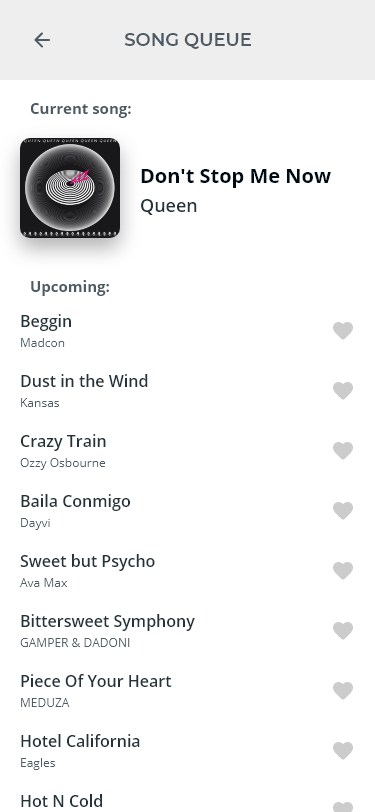 SONG QUEUE
Current song:
QUEEN QUEEN QUEEN QUEEN QUEEN QUEEN
Don't Stop Me Now
Queen
Upcoming:
Beggin
Madcon
Dust in the Wind
Kansas
Crazy Train
Ozzy Osbourne
Baila Conmigo
Dayvi
Sweet but Psycho
Ava Max
Bittersweet Symphony
GAMPER & DADONI
Piece Of Your Heart
MEDUZA
Hotel California
Eagles
Hot N Cold